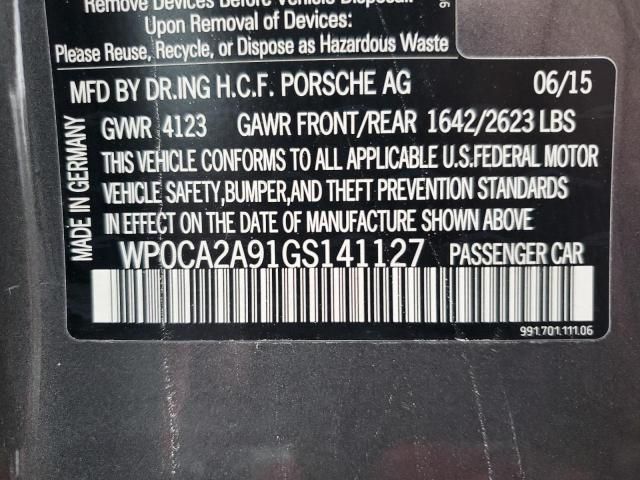 Remove Devices Before Vehicle Disposal.
Upon Removal of Devices:
Please Reuse, Recycle, or Dispose as Hazardous Waste
MFD BY DR.ING H.C.F. PORSCHE AG 06/15
GVWR 4123 GAWR FRONT/REAR 1642/2623 LBS
THIS VEHICLE CONFORMS TO ALL APPLICABLE U.S.FEDERAL MOTOR
VEHICLE SAFETY,BUMPER,AND THEFT PREVENTION STANDARDS
IN EFFECT ON THE DATE OF MANUFACTURE SHOWN ABOVE
WP0CA2A91GS141127 PASSENGER CAR
991.701.111.06
MADE IN GERMANY